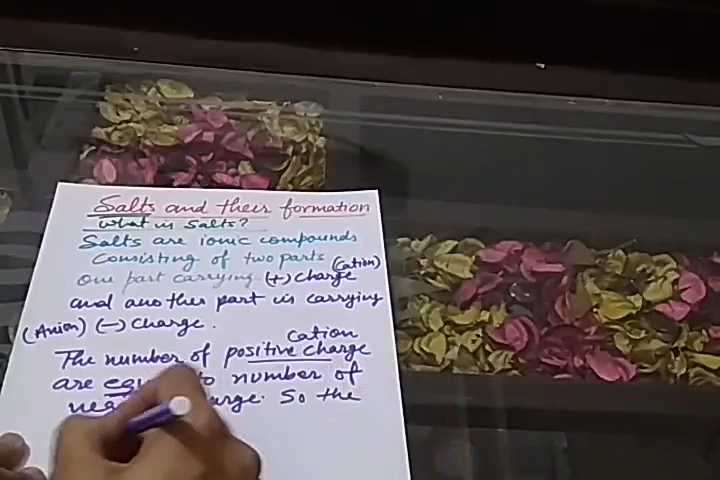 Salts and their formation
What is Salts?
Salts are ionic compounds
Consisting of two parts
One part carrying (+) charge (Cation)
and another part is carrying
(Anion) (-) charge.
cation
The number of positive charge
are to number of
So the